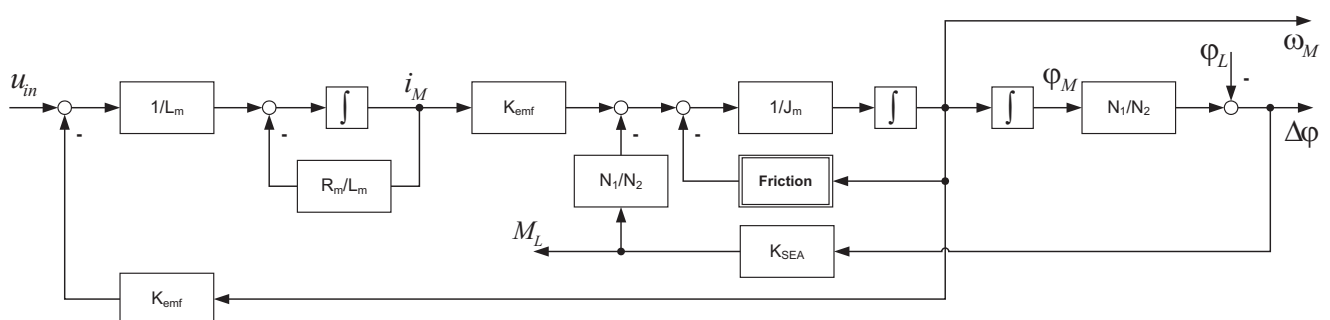 ω_M
u_in
1/L_m
∫
i_M
K_emf
1/J_m
∫
∫
φ_M
N_1/N_2
φ_L
-
Δφ
-
-
-
-
R_m/L_m
N_1/N_2
Friction
M_L
K_SEA
K_emf